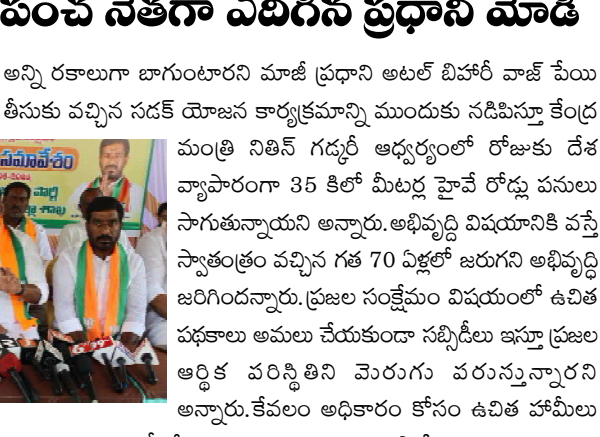 పంచ నేతగా ఎదిగిన ప్రధాని మోడీ
అన్ని రకాలుగా బాగుంటారని మాజీ ప్రధాని అటల్ బిహారీ వాజ్ పేయి
తీసుకు వచ్చిన సడక్ యోజన కార్యక్రమాన్ని ముందుకు నడిపిస్తూ కేంద్ర
మంత్రి నితిన్ గడ్కరీ ఆధ్వర్యంలో రోజుకు దేశ
వ్యాపారంగా 35 కిలో మీటర్ల హైవే రోడ్లు పనులు
సాగుతున్నాయని అన్నారు.అభివృద్ది విషయానికి వస్తే
స్వాతంత్రం వచ్చిన గత 70 ఏళ్లలో జరుగని అభివృద్ధి
జరిగిందన్నారు.ప్రజల సంక్షేమం విషయంలో ఉచిత
పథకాలు అమలు చేయకుండా సబ్సిడీలు ఇస్తూ ప్రజల
ఆర్థిక పరిస్థితిని మెరుగు పరుస్తున్నారని
అన్నారు.కేవలం అధికారం కోసం ఉచిత హామీలు
సమావేశం
పార్టీ
శాఖ